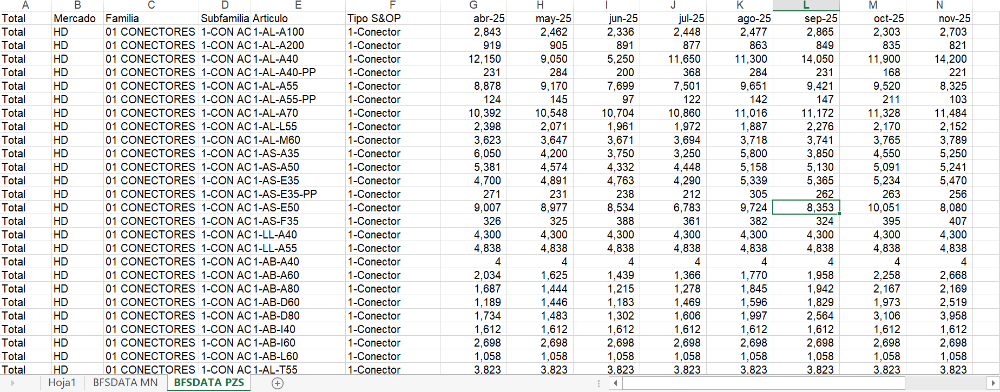 A B C D E F G H I J K L M N
Total Mercado Familia Subfamilia Articulo Tipo S&OP abr-25 may-25 jun-25 jul-25 ago-25 sep-25 oct-25 nov-25
Total HD 01 CONECTORES 1-CON AC 1-AL-A100 1-Conector 2,843 2,462 2,336 2,448 2,477 2,865 2,303 2,703
Total HD 01 CONECTORES 1-CON AC 1-AL-A200 1-Conector 919 905 891 877 863 849 835 821
Total HD 01 CONECTORES 1-CON AC 1-AL-A40 1-Conector 12,150 9,050 5,250 11,650 11,300 14,050 11,900 14,200
Total HD 01 CONECTORES 1-CON AC 1-AL-A40-PP 1-Conector 231 284 200 368 284 231 168 221
Total HD 01 CONECTORES 1-CON AC 1-AL-A55 1-Conector 8,878 9,170 7,699 7,501 9,651 9,421 9,520 8,325
Total HD 01 CONECTORES 1-CON AC 1-AL-A55-PP 1-Conector 124 145 97 122 142 147 211 103
Total HD 01 CONECTORES 1-CON AC 1-AL-A70 1-Conector 10,392 10,548 10,704 10,860 11,016 11,172 11,328 11,484
Total HD 01 CONECTORES 1-CON AC 1-AL-L55 1-Conector 2,398 2,071 1,961 1,972 1,887 2,276 2,170 2,152
Total HD 01 CONECTORES 1-CON AC 1-AL-M60 1-Conector 3,623 3,647 3,671 3,694 3,718 3,741 3,765 3,789
Total HD 01 CONECTORES 1-CON AC 1-AS-A35 1-Conector 6,050 4,200 3,750 3,250 5,800 3,850 4,550 5,250
Total HD 01 CONECTORES 1-CON AC 1-AS-A50 1-Conector 5,381 4,574 4,332 4,448 5,158 5,130 5,091 5,241
Total HD 01 CONECTORES 1-CON AC 1-AS-E35 1-Conector 4,700 4,891 4,763 4,290 5,339 5,365 5,234 5,470
Total HD 01 CONECTORES 1-CON AC 1-AS-E35-PP 1-Conector 271 231 238 212 305 262 263 256
Total HD 01 CONECTORES 1-CON AC 1-AS-E50 1-Conector 9,007 8,977 8,534 6,783 9,724 8,353 10,051 8,080
Total HD 01 CONECTORES 1-CON AC 1-AS-F35 1-Conector 326 325 388 361 382 324 395 407
Total HD 01 CONECTORES 1-CON AC 1-LL-A40 1-Conector 4,300 4,300 4,300 4,300 4,300 4,300 4,300 4,300
Total HD 01 CONECTORES 1-CON AC 1-LL-A55 1-Conector 4,838 4,838 4,838 4,838 4,838 4,838 4,838 4,838
Total HD 01 CONECTORES 1-CON AC 1-AB-A40 1-Conector 4 4 4 4 4 4 4 4
Total HD 01 CONECTORES 1-CON AC 1-AB-A60 1-Conector 2,034 1,625 1,439 1,366 1,770 1,958 2,258 2,668
Total HD 01 CONECTORES 1-CON AC 1-AB-A80 1-Conector 1,687 1,444 1,215 1,278 1,845 1,942 2,167 2,169
Total HD 01 CONECTORES 1-CON AC 1-AB-D60 1-Conector 1,189 1,446 1,183 1,469 1,596 1,829 1,973 2,519
Total HD 01 CONECTORES 1-CON AC 1-AB-D80 1-Conector 1,734 1,483 1,302 1,606 1,997 2,564 3,106 3,958
Total HD 01 CONECTORES 1-CON AC 1-AB-I40 1-Conector 1,612 1,612 1,612 1,612 1,612 1,612 1,612 1,612
Total HD 01 CONECTORES 1-CON AC 1-AB-I60 1-Conector 2,698 2,698 2,698 2,698 2,698 2,698 2,698 2,698
Total HD 01 CONECTORES 1-CON AC 1-AB-L60 1-Conector 1,058 1,058 1,058 1,058 1,058 1,058 1,058 1,058
Total HD 01 CONECTORES 1-CON AC 1-AL-T55 1-Conector 3,823 3,823 3,823 3,823 3,823 3,823 3,823 3,823
Hoja1 BFSDATA MN BFSDATA PZS